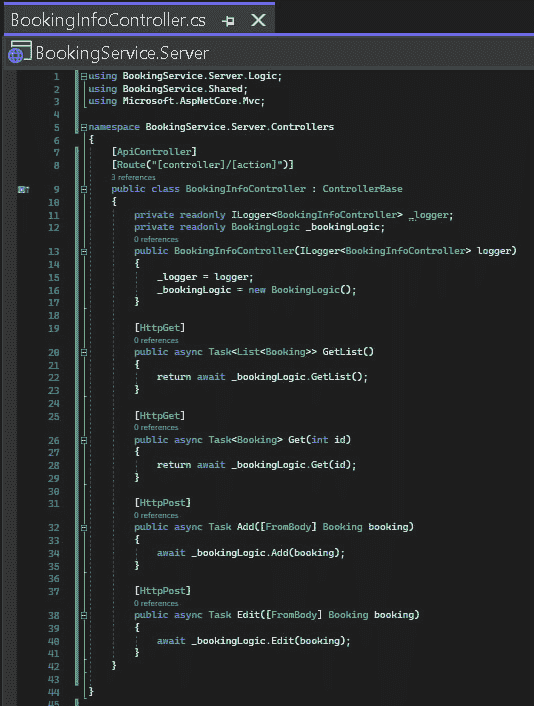 BookingInfoController.cs
BookingService.Server
1 using BookingService.Server.Logic;
2 using BookingService.Shared;
3 using Microsoft.AspNetCore.Mvc;
4
5 namespace BookingService.Server.Controllers
6 {
7 [ApiController]
8 [Route("[controller]/[action]")]
3 references
9 public class BookingInfoController : ControllerBase
10 {
11 private readonly ILogger<BookingInfoController> _logger;
12 private readonly BookingLogic _bookingLogic;
0 references
13 public BookingInfoController(ILogger<BookingInfoController> logger)
14 {
15 _logger = logger;
16 _bookingLogic = new BookingLogic();
17 }
18
19 [HttpGet]
0 references
20 public async Task<List<Booking>> GetList()
21 {
22 return await _bookingLogic.GetList();
23 }
24
25 [HttpGet]
0 references
26 public async Task<Booking> Get(int id)
27 {
28 return await _bookingLogic.Get(id);
29 }
30
31 [HttpPost]
0 references
32 public async Task Add([FromBody] Booking booking)
33 {
34 await _bookingLogic.Add(booking);
35 }
36
37 [HttpPost]
0 references
38 public async Task Edit([FromBody] Booking booking)
39 {
40 await _bookingLogic.Edit(booking);
41 }
42 }
43
44 }
45